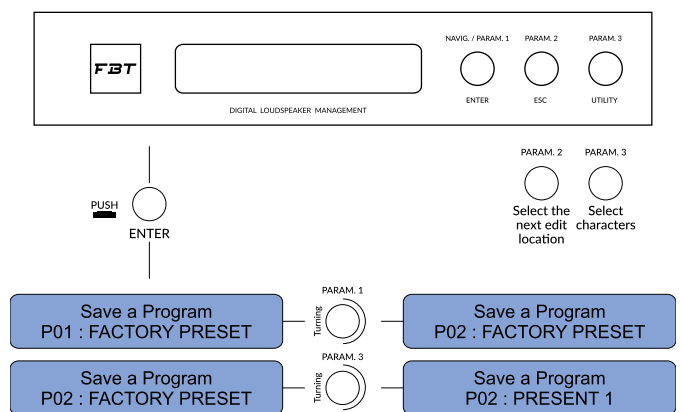 NAVIG. / PARAM. 1 PARAM. 2 PARAM. 3
FBT
ENTER ESC UTILITY
DIGITAL LOUDSPEAKER MANAGEMENT
PARAM. 2 PARAM. 3
PUSH
ENTER
Select the next edit location
Select characters
PARAM. 1
Save a Program
P01 : FACTORY PRESET
Turning
Save a Program
P02 : FACTORY PRESET
PARAM. 3
Save a Program
P02 : FACTORY PRESET
Turning
Save a Program
P02 : PRESENT 1